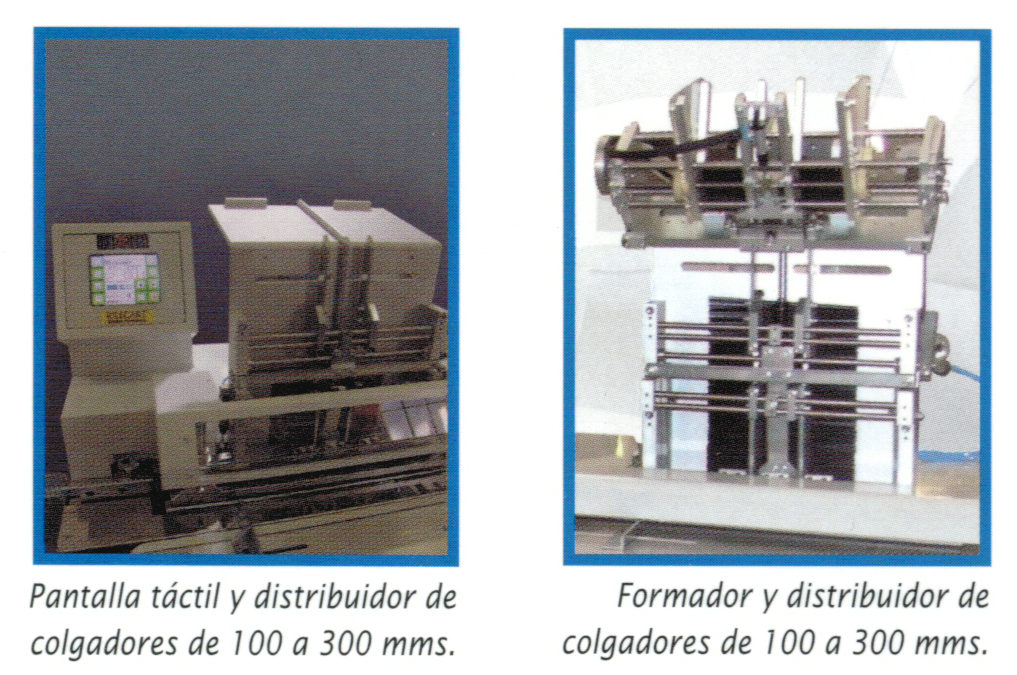 Pantalla táctil y distribuidor de
colgadores de 100 a 300 mms.
Formador y distribuidor de
colgadores de 100 a 300 mms.